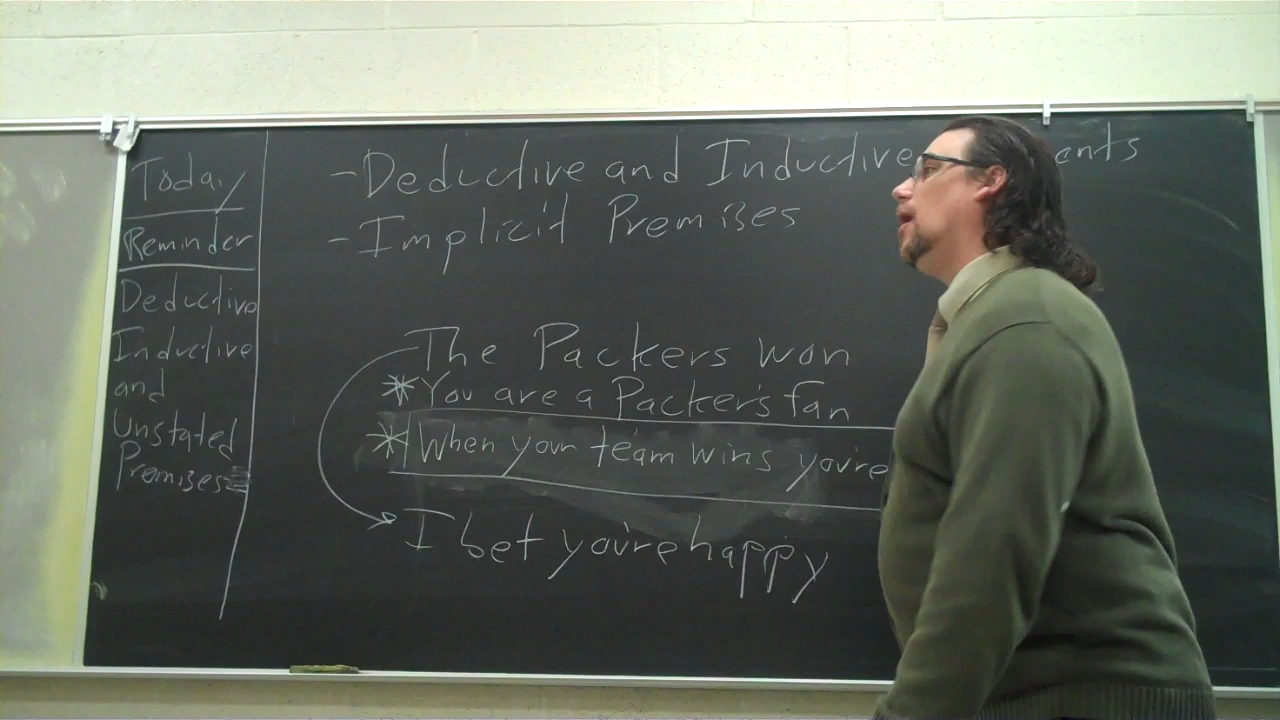 Today
Reminder
Deductive
Inductive
and
Unstated
Premises
- Deductive and Inductive ents
- Implicit Premises
The Packers won
* You are a Packer's fan
* When your team wins you're
I bet you're happy